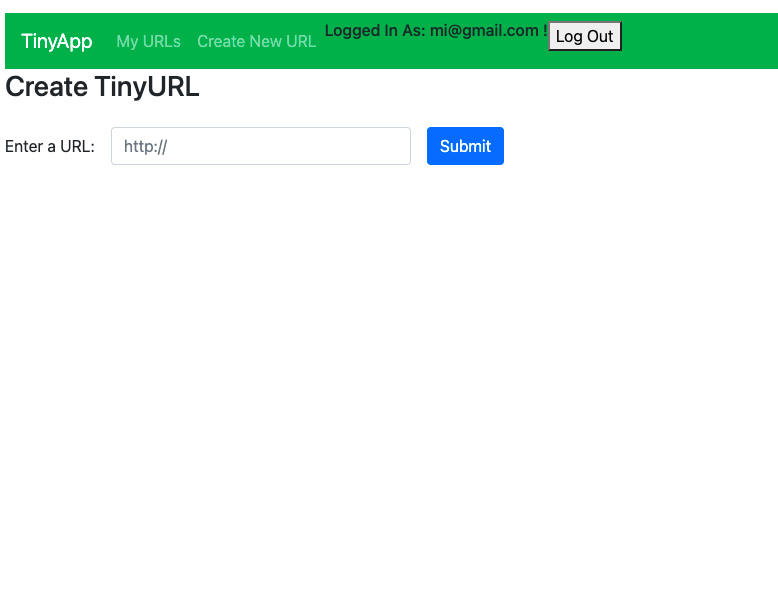 TinyApp My URLs Create New URL Logged In As: mi@gmail.com ! Log Out
Create TinyURL
Enter a URL: http:// Submit